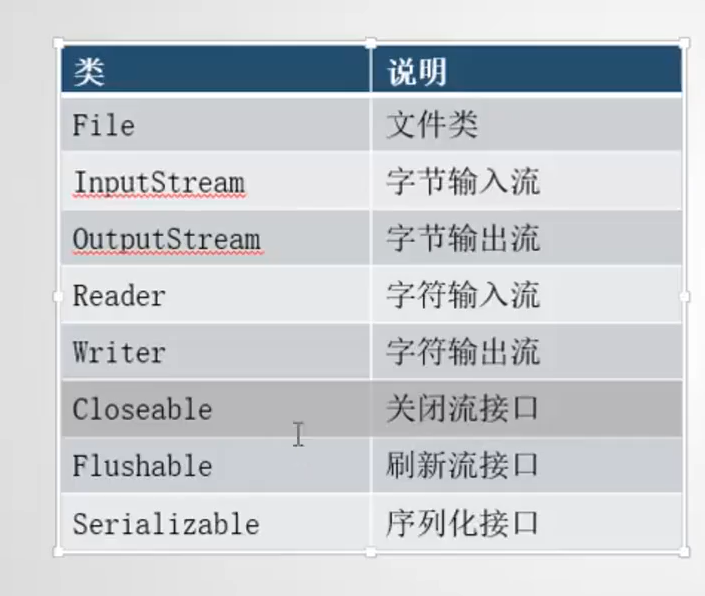 类 说明
File 文件类
InputStream 字节输入流
OutputStream 字节输出流
Reader 字符输入流
Writer 字符输出流
Closeable 关闭流接口
Flushable 刷新流接口
Serializable 序列化接口